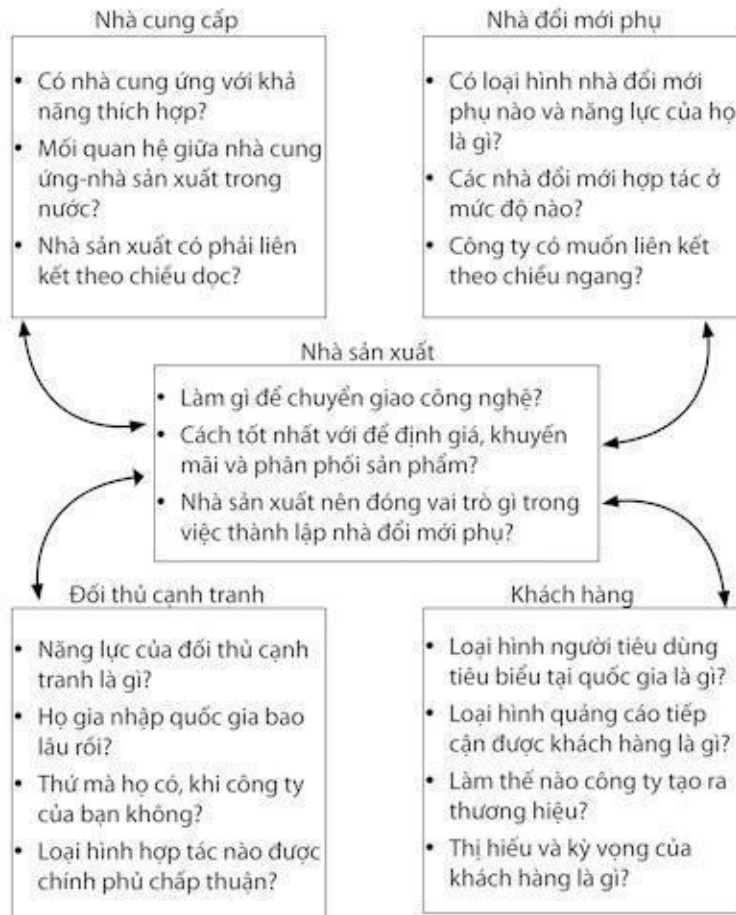 Nhà cung cấp
• Có nhà cung ứng với khả
năng thích hợp?
• Mối quan hệ giữa nhà cung
ứng-nhà sản xuất trong
nước?
• Nhà sản xuất có phải liên
kết theo chiều dọc?
Nhà đổi mới phụ
• Có loại hình nhà đổi mới
phụ nào và năng lực của họ
là gì?
• Các nhà đổi mới hợp tác ở
mức độ nào?
• Công ty có muốn liên kết
theo chiều ngang?
Nhà sản xuất
• Làm gì để chuyển giao công nghệ?
• Cách tốt nhất với để định giá, khuyến
mãi và phân phối sản phẩm?
• Nhà sản xuất nên đóng vai trò gì trong
việc thành lập nhà đổi mới phụ?
Đối thủ cạnh tranh
• Năng lực của đối thủ cạnh
tranh là gì?
• Họ gia nhập quốc gia bao
lâu rồi?
• Thứ mà họ có, khi công ty
của bạn không?
• Loại hình hợp tác nào được
chính phủ chấp thuận?
Khách hàng
• Loại hình người tiêu dùng
tiêu biểu tại quốc gia là gì?
• Loại hình quảng cáo tiếp
cận được khách hàng là gì?
• Làm thế nào công ty tạo ra
thương hiệu?
• Thị hiếu và kỳ vọng của
khách hàng là gì?